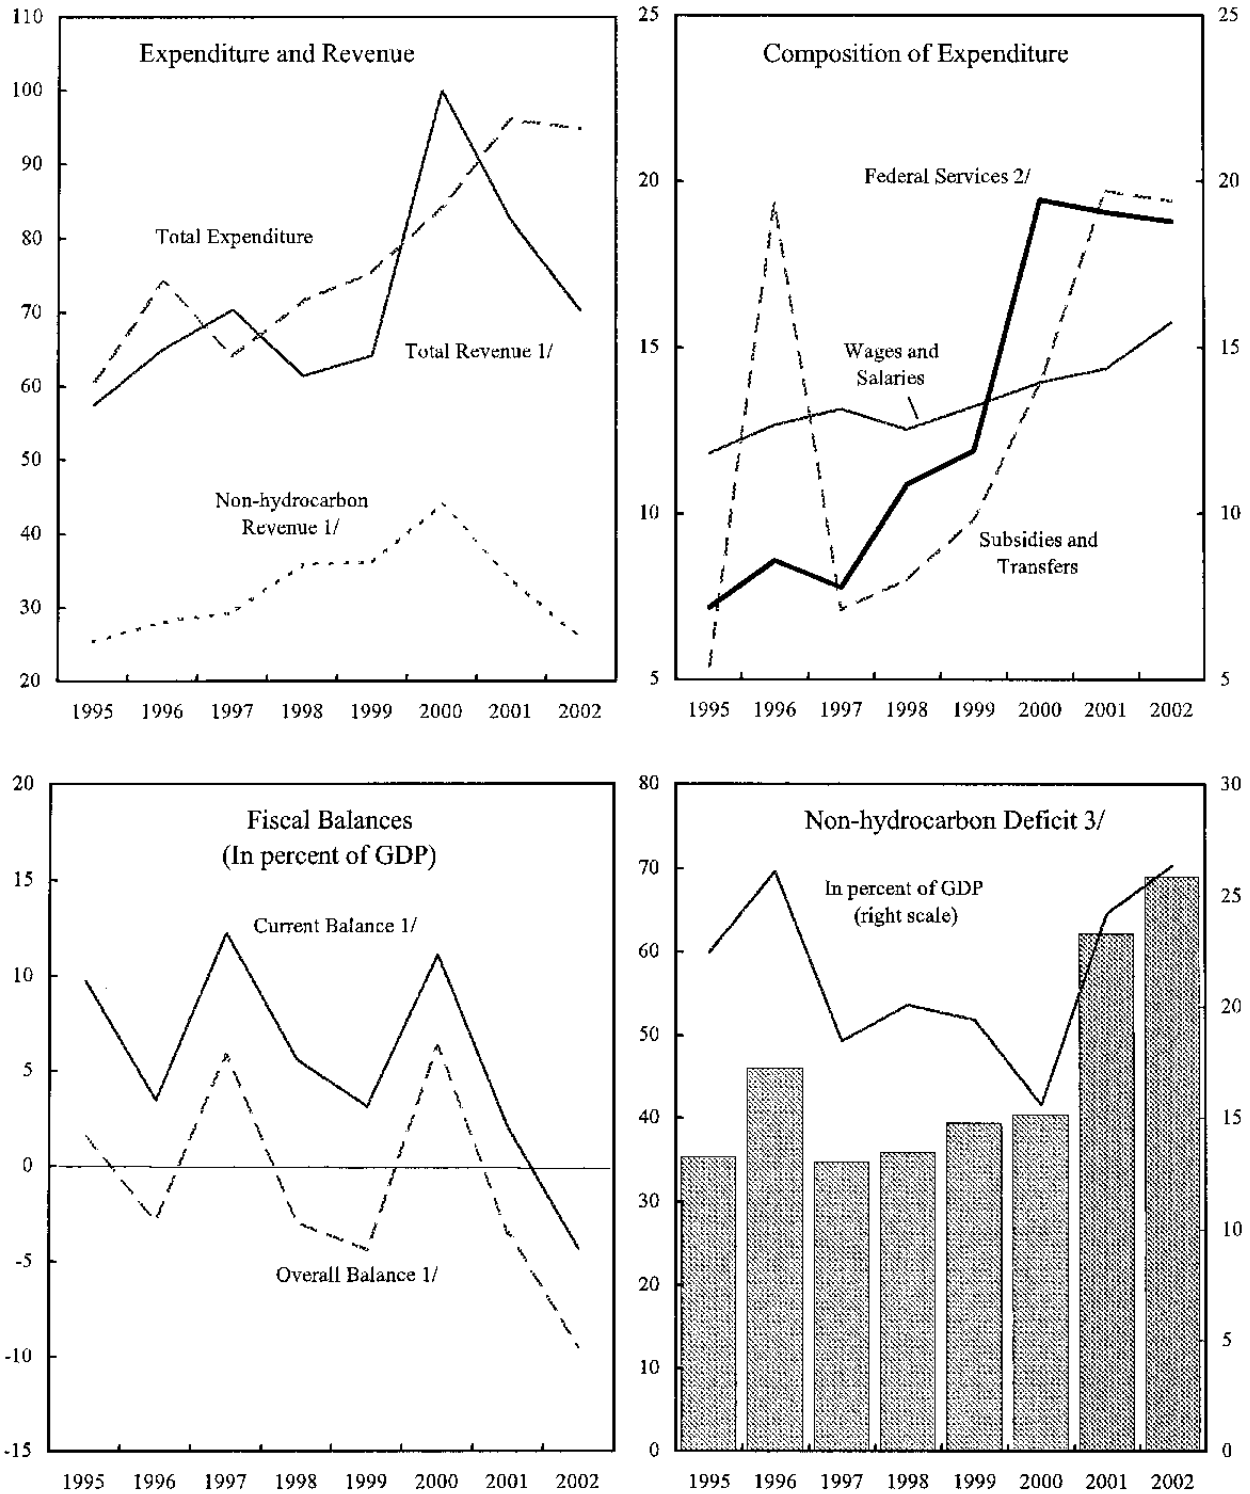 Expenditure and Revenue
110
100
90
80
70
60
50
40
30
20
Total Expenditure
Total Revenue 1/
Non-hydrocarbon
Revenue 1/
1995 1996 1997 1998 1999 2000 2001 2002
Composition of Expenditure
25
20
15
10
5
25
20
15
10
5
Federal Services 2/
Wages and
Salaries
Subsidies and
Transfers
1995 1996 1997 1998 1999 2000 2001 2002
Fiscal Balances
(In percent of GDP)
20
15
10
5
0
-5
-10
-15
Current Balance 1/
Overall Balance 1/
1995 1996 1997 1998 1999 2000 2001 2002
Non-hydrocarbon Deficit 3/
80
70
60
50
40
30
20
10
0
30
25
20
15
10
5
0
In percent of GDP
(right scale)
1995 1996 1997 1998 1999 2000 2001 2002